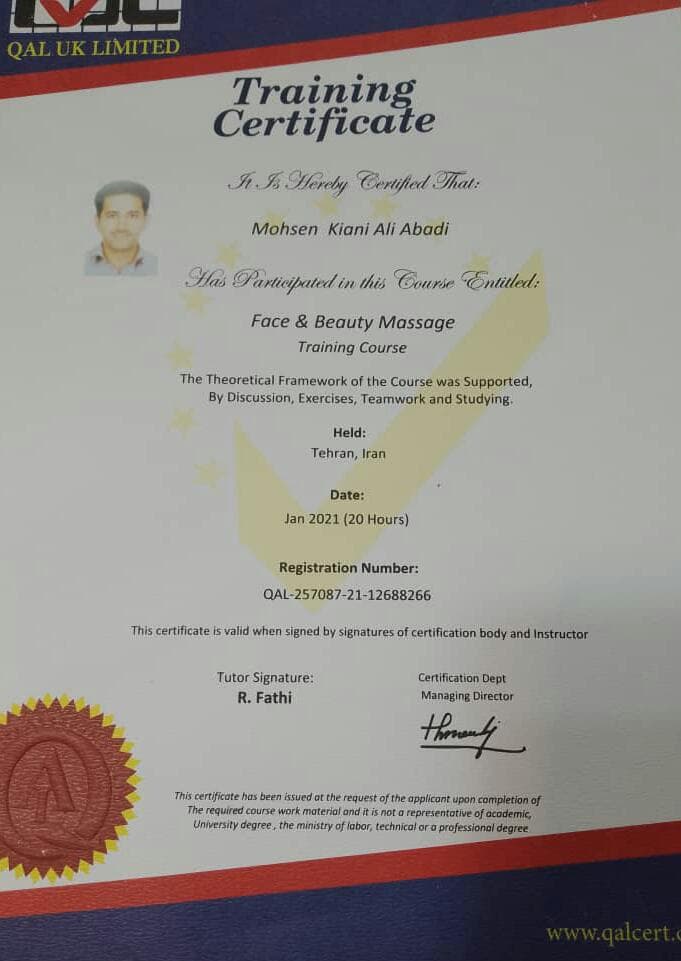 QAL UK LIMITED
Training
Certificate
It Is Hereby Certified That:
Mohsen Kiani Ali Abadi
Has Participated in this Course Entitled:
Face & Beauty Massage
Training Course
The Theoretical Framework of the Course was Supported,
By Discussion, Exercises, Teamwork and Studying.
Held:
Tehran, Iran
Date:
Jan 2021 (20 Hours)
Registration Number:
QAL-257087-21-12688266
This certificate is valid when signed by signatures of certification body and Instructor
Tutor Signature:
R. Fathi
Certification Dept
Managing Director
This certificate has been issued at the request of the applicant upon completion of
The required course work material and it is not a representative of academic,
University degree , the ministry of labor, technical or a professional degree
www.qalcert.c